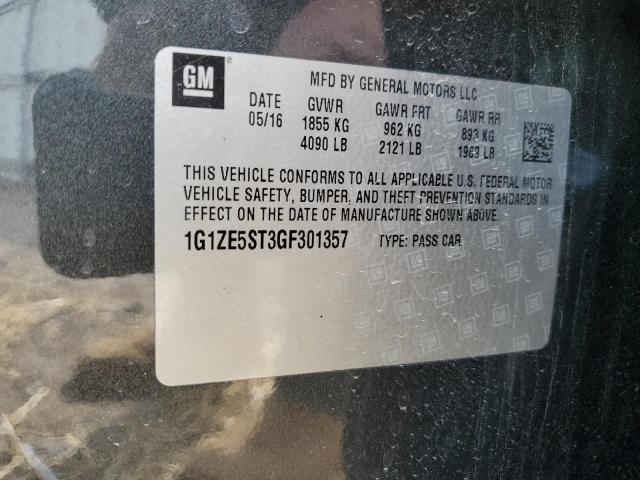 GM
MFD BY GENERAL MOTORS LLC
DATE GVWR GAWR FRT GAWR RR
05/16 1855 KG 962 KG 893 KG
4090 LB 2121 LB 1969 LB
THIS VEHICLE CONFORMS TO ALL APPLICABLE U.S. FEDERAL MOTOR
VEHICLE SAFETY, BUMPER, AND THEFT PREVENTION STANDARDS IN
EFFECT ON THE DATE OF MANUFACTURE SHOWN ABOVE.
1G1ZE5ST3GF301357 TYPE: PASS CAR